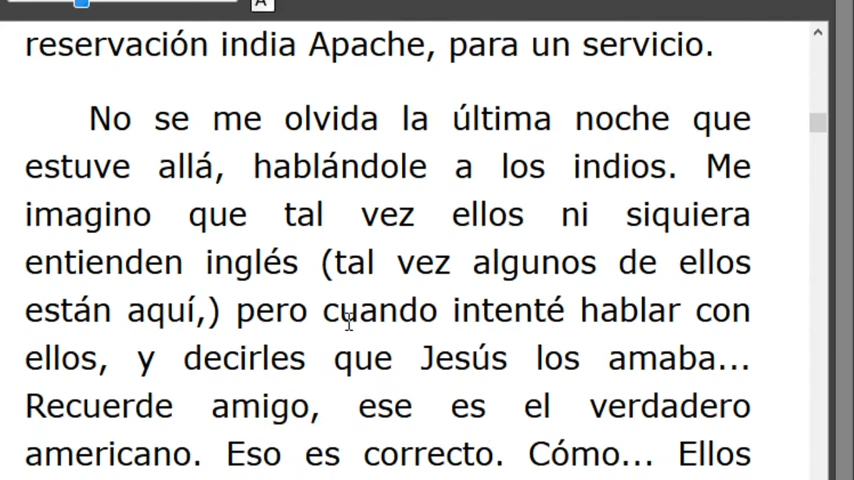 A
reservación india Apache, para un servicio.
No se me olvida la última noche que
estuve allá, hablándole a los indios. Me
imagino que tal vez ellos ni siquiera
entienden inglés (tal vez algunos de ellos
están aquí,) pero cuando intenté hablar con
ellos, y decirles que Jesús los amaba...
Recuerde amigo, ese es el verdadero
americano. Eso es correcto. Cómo... Ellos